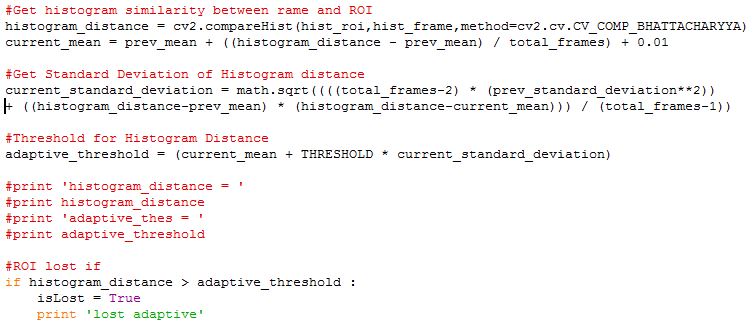 #Get histogram similarity between rame and ROI
histogram_distance = cv2.compareHist(hist_roi,hist_frame,method=cv2.cv.CV_COMP_BHATTACHARYYA)
current_mean = prev_mean + ((histogram_distance - prev_mean) / total_frames) + 0.01
#Get Standard Deviation of Histogram distance
current_standard_deviation = math.sqrt((((total_frames-2) * (prev_standard_deviation**2))
+ ((histogram_distance-prev_mean) * (histogram_distance-current_mean))) / (total_frames-1))
#Threshold for Histogram Distance
adaptive_threshold = (current_mean + THRESHOLD * current_standard_deviation)
#print 'histogram_distance = '
#print histogram_distance
#print 'adaptive_thes = '
#print adaptive_threshold
#ROI lost if
if histogram_distance > adaptive_threshold :
    isLost = True
    print 'lost adaptive'